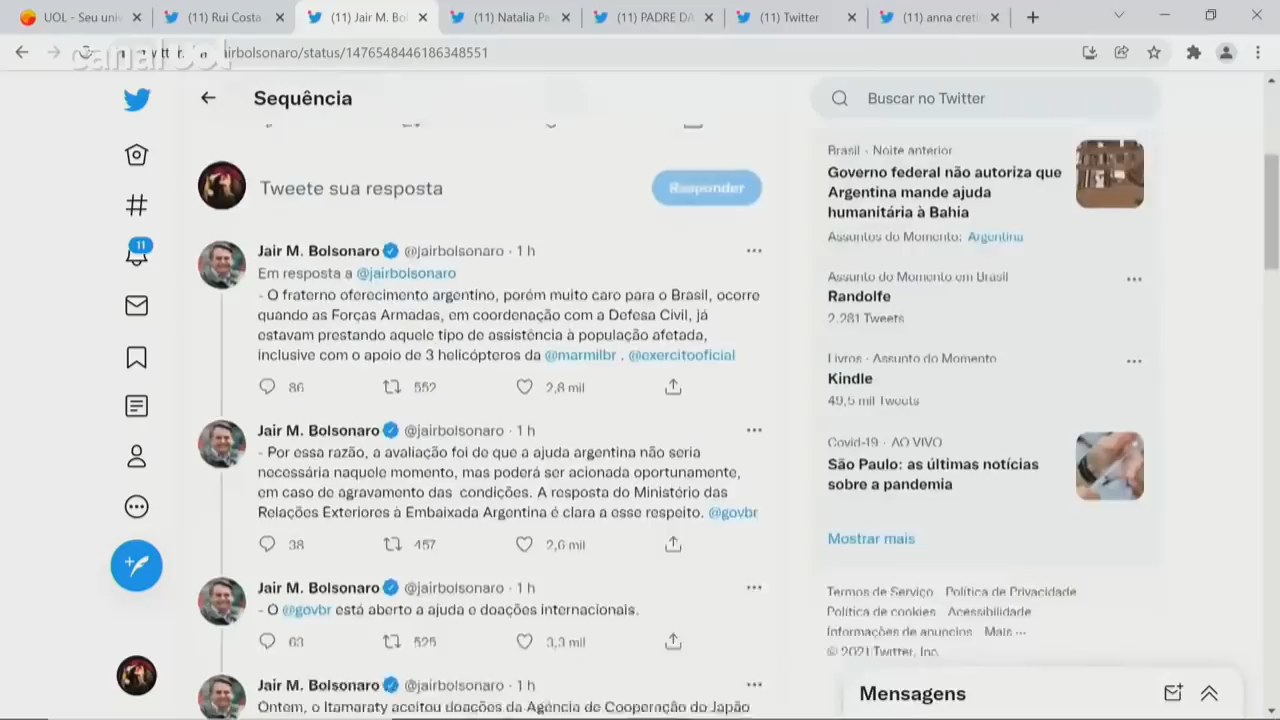 UOL - Seu univ
(11) Rui Costa
(11) Jair M. Bol
(11) Natalia Pa
(11) PADRE DA
(11) Twitter
(11) anna creti
canal UOL
airbolsonaro/status/1476548446186348551
Sequência
Buscar no Twitter
Tweete sua resposta
Responder
Jair M. Bolsonaro @jairbolsonaro · 1 h
Em resposta a @jairbolsonaro
- O fraterno oferecimento argentino, porém muito caro para o Brasil, ocorre
quando as Forças Armadas, em coordenação com a Defesa Civil, já
estavam prestando aquele tipo de assistência à população afetada,
inclusive com o apoio de 3 helicópteros da @marmilbr . @exercitooficial
86 552 2,8 mil
Jair M. Bolsonaro @jairbolsonaro · 1 h
- Por essa razão, a avaliação foi de que a ajuda argentina não seria
necessária naquele momento, mas poderá ser acionada oportunamente,
em caso de agravamento das condições. A resposta do Ministério das
Relações Exteriores à Embaixada Argentina é clara a esse respeito. @govbr
38 457 2,6 mil
Jair M. Bolsonaro @jairbolsonaro · 1 h
- O @govbr está aberto a ajuda e doações internacionais.
63 525 3,3 mil
Jair M. Bolsonaro @jairbolsonaro · 1 h
Ontem, o Itamaraty aceitou doações da Agência de Cooperação do Japão
Brasil · Noite anterior
Governo federal não autoriza que
Argentina mande ajuda
humanitária à Bahia
Assuntos do Momento: Argentina
Assunto do Momento em Brasil
Randolfe
2.281 Tweets
Livros · Assunto do Momento
Kindle
49,5 mil Tweets
Covid-19 · AO VIVO
São Paulo: as últimas notícias
sobre a pandemia
Mostrar mais
Termos de Serviço Política de Privacidade
Política de cookies Acessibilidade
Informações de anúncios Mais ···
© 2021 Twitter, Inc.
Mensagens
11